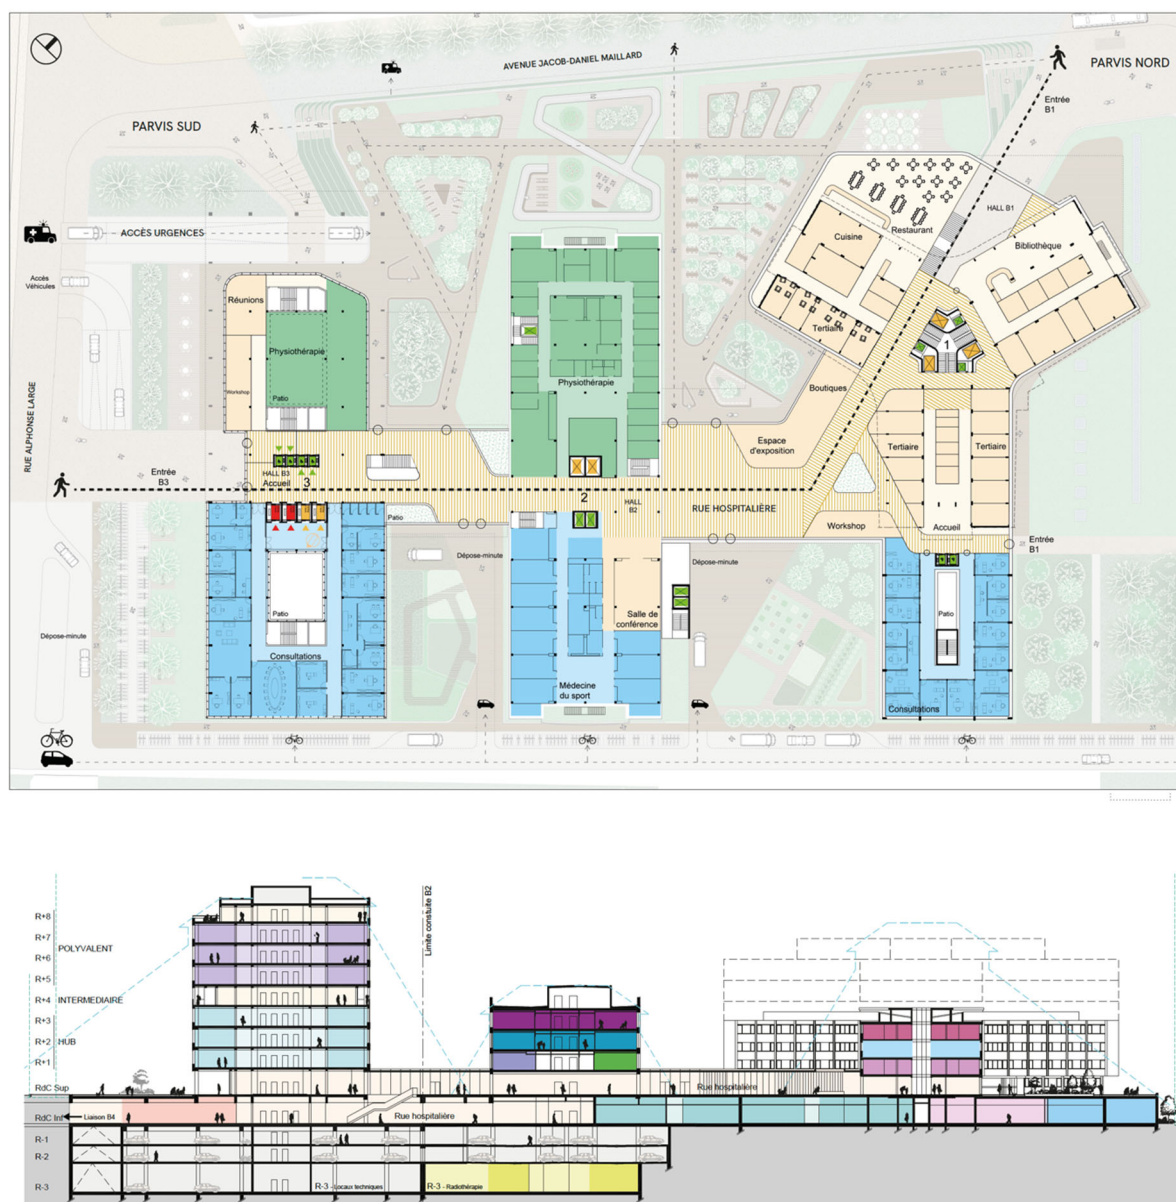 AVENUE JACOB-DANIEL MAILLARD
PARVIS NORD
Entrée
B1
PARVIS SUD
HALL B1
Restaurant
Cuisine
Bibliothèque
ACCÈS URGENCES
Accès
Véhicules
Réunions
Tertiaire
1
Physiothérapie
Physiothérapie
Boutiques
Workshop
Patio
RUE ALPHONSE LARGE
Espace
d'exposition
Tertiaire
Tertiaire
Entrée
B3
HALL B3
Accueil
3
2
HALL
B2
RUE HOSPITALIÈRE
Patio
Workshop
Accueil
Entrée
B1
Dépose-minute
Dépose-minute
Patio
Patio
Salle de
conférence
Dépose-minute
Consultations
Médecine
du sport
Consultations
R+8
R+7
POLYVALENT
R+6
R+5
R+4
INTERMEDIAIRE
R+3
R+2
HUB
R+1
Limite constuite B2
RdC Sup
Rue hospitalière
RdC Inf
Liaison B4
Rue hospitalière
R-1
R-2
R-3
R-3 - Locaux techniques
R-3 - Radiothérapie